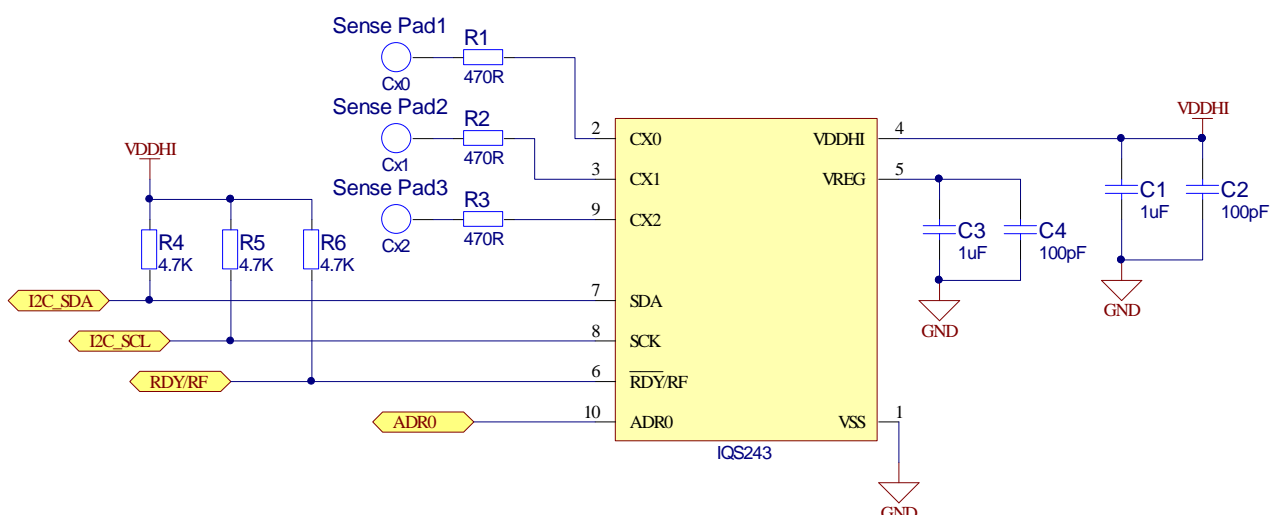 Sense Pad1
R1
470R
Cx0
Sense Pad2
R2
470R
Cx1
Sense Pad3
R3
470R
Cx2
VDDHI
R4
4.7K
R5
4.7K
R6
4.7K
I2C_SDA
I2C_SCL
RDY/RF
ADR0
2 CX0
3 CX1
9 CX2
7 SDA
8 SCK
6 RDY/RF
10 ADR0
VDDHI 4
VREG 5
VSS 1
IQS243
VDDHI
C1
1uF
C2
100pF
C3
1uF
C4
100pF
GND
GND
GND